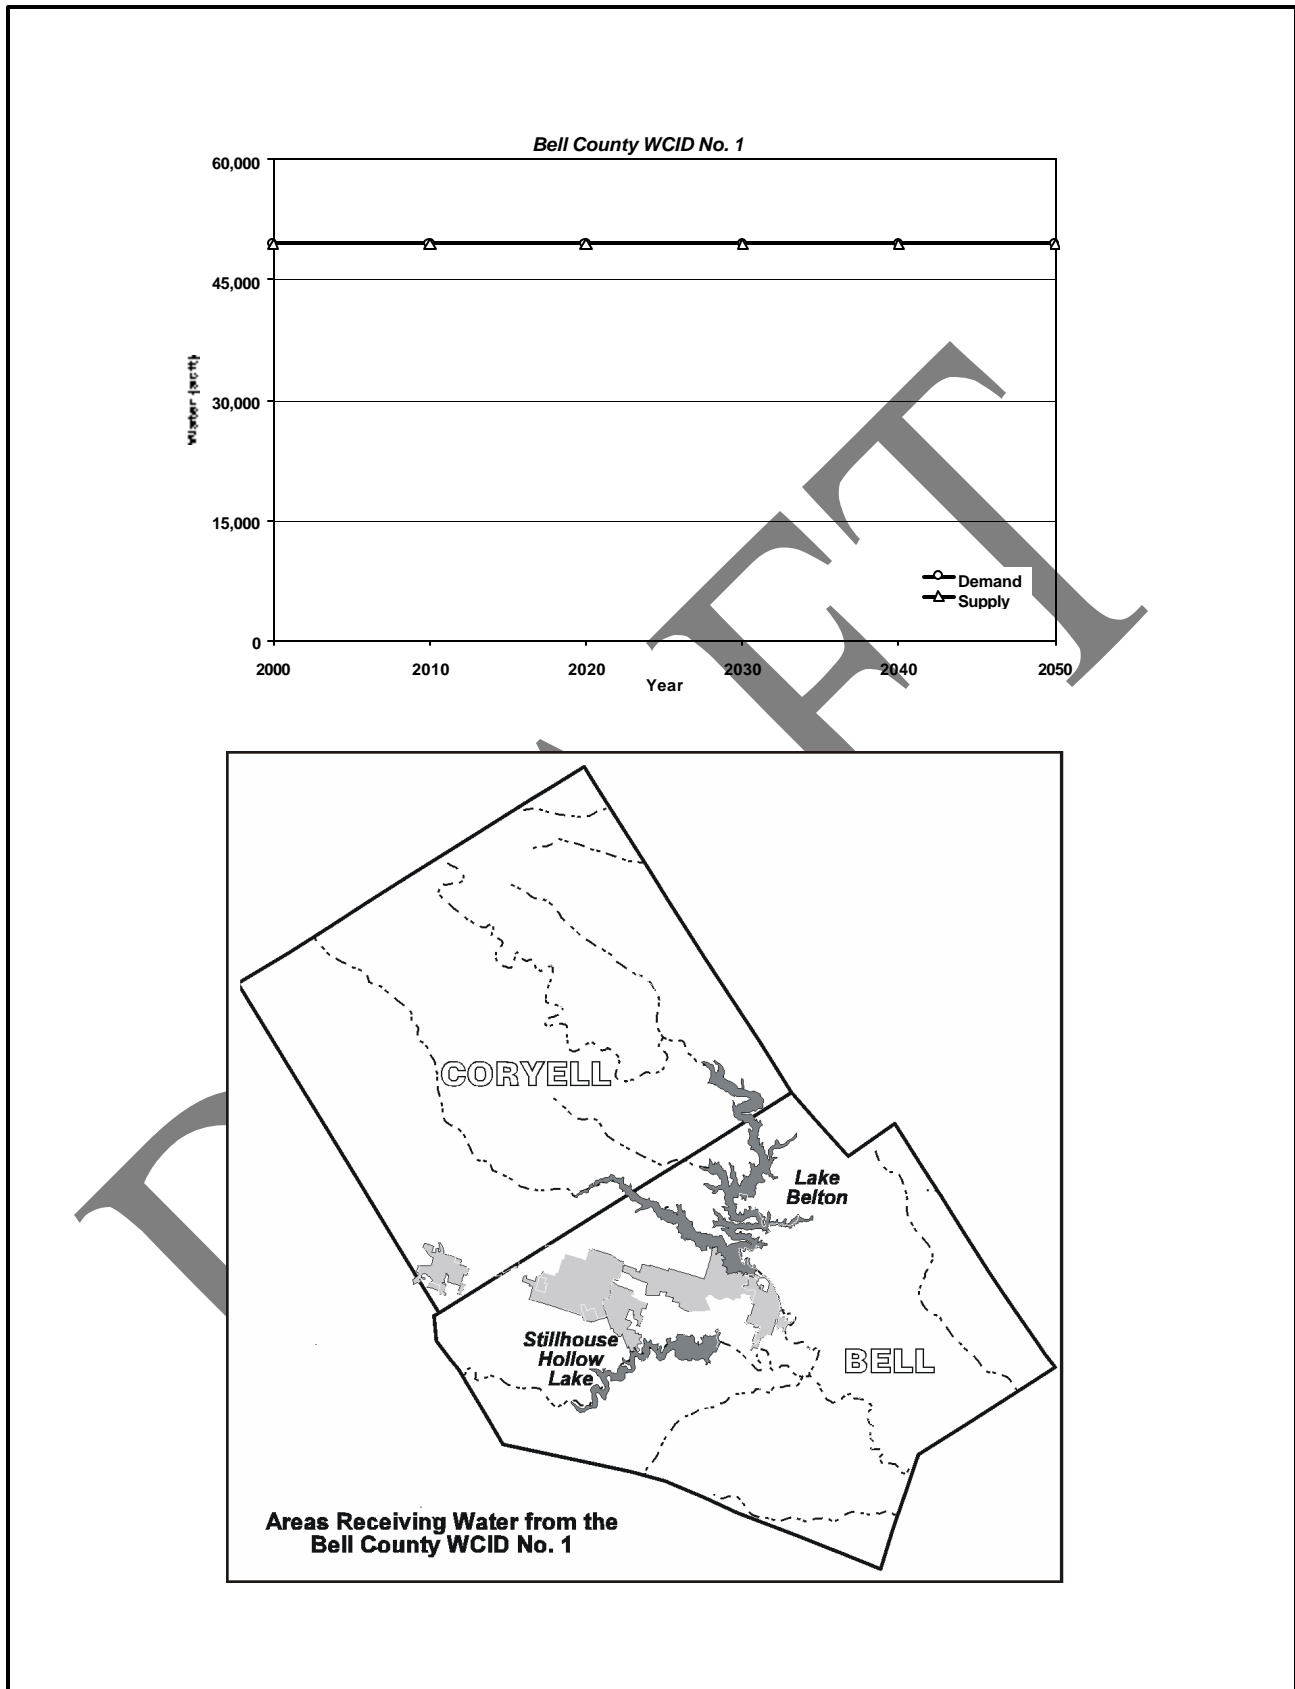 Bell County WCID No. 1
60,000
45,000
30,000
15,000
0
Water (acft)
Demand
Supply
2000 2010 2020 2030 2040 2050
Year
CORYELL
Lake
Belton
Stillhouse
Hollow
Lake
BELL
Areas Receiving Water from the
Bell County WCID No. 1